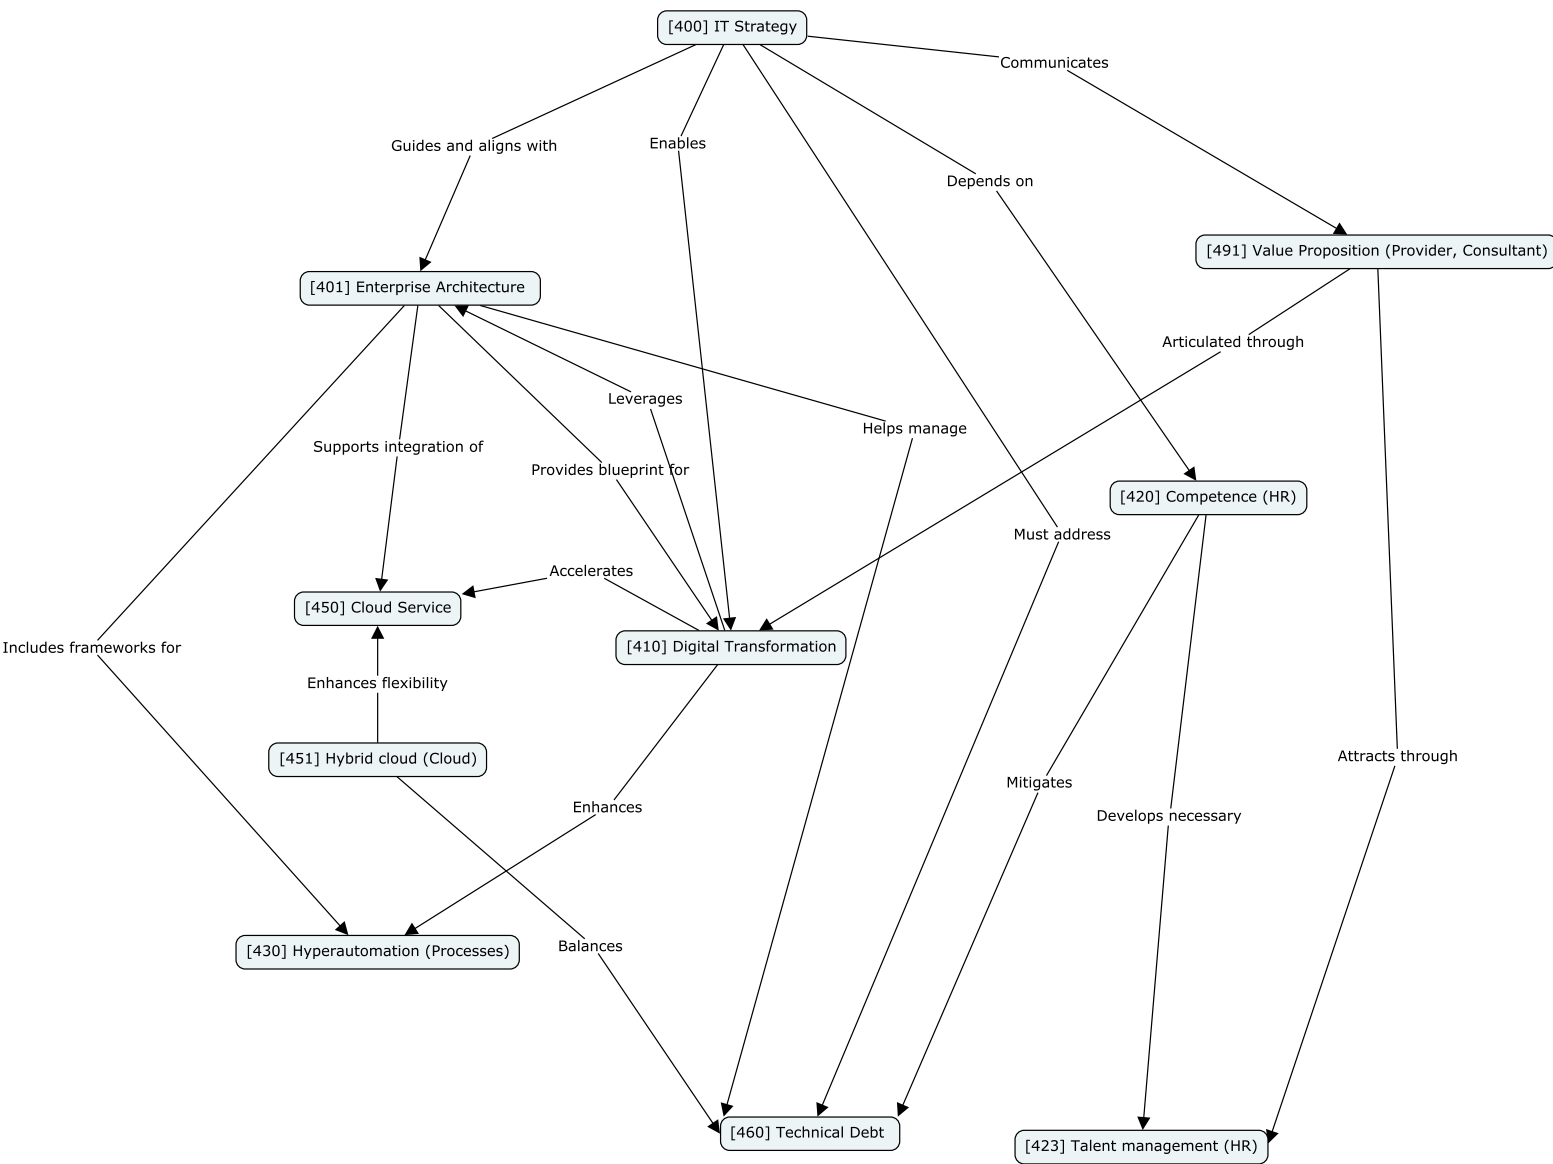 [400] IT Strategy
Communicates
Guides and aligns with
Enables
Depends on
[491] Value Proposition (Provider, Consultant)
[401] Enterprise Architecture
Articulated through
Leverages
Helps manage
Supports integration of
Provides blueprint for
[420] Competence (HR)
Must address
Accelerates
[450] Cloud Service
[410] Digital Transformation
Includes frameworks for
Enhances flexibility
[451] Hybrid cloud (Cloud)
Attracts through
Mitigates
Enhances
Develops necessary
Balances
[430] Hyperautomation (Processes)
[460] Technical Debt
[423] Talent management (HR)